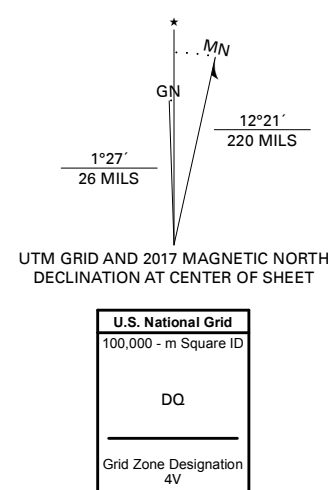 ★
MN
GN
12°21´
220 MILS
1°27´
26 MILS
UTM GRID AND 2017 MAGNETIC NORTH
DECLINATION AT CENTER OF SHEET
U.S. National Grid
100,000 - m Square ID
DQ
Grid Zone Designation
4V